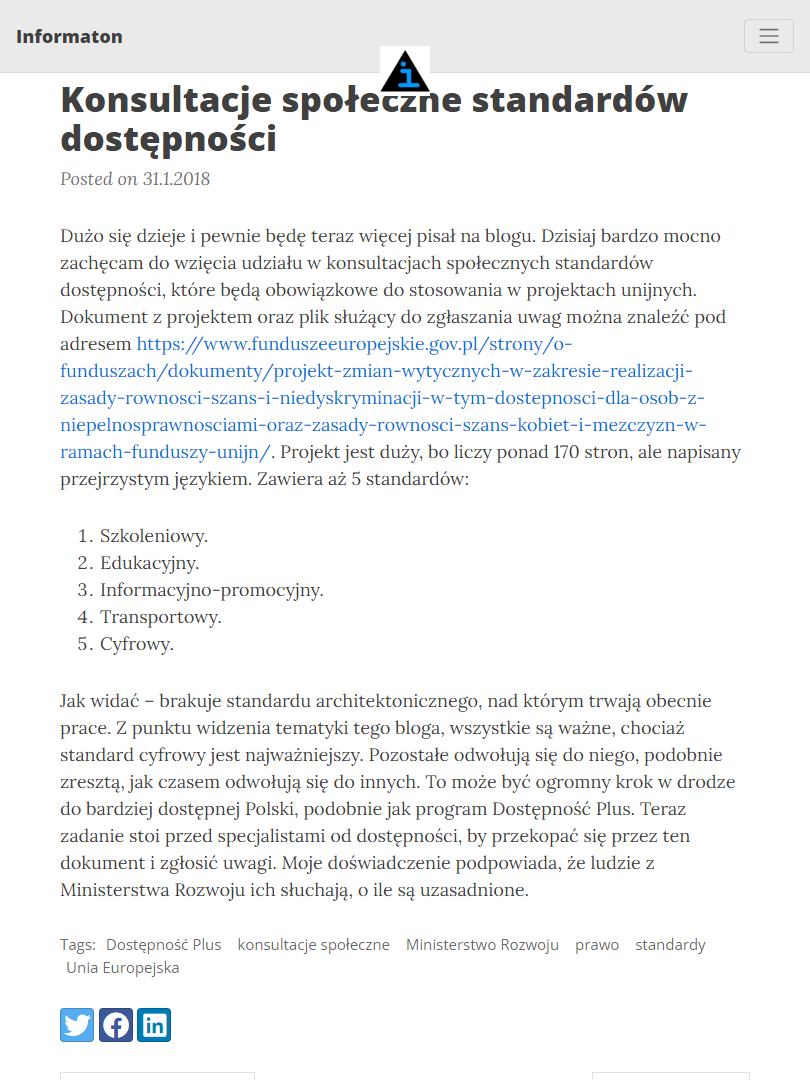 Informaton
Konsultacje społeczne standardów
dostępności
Posted on 31.1.2018
Dużo się dzieje i pewnie będę teraz więcej pisał na blogu. Dzisiaj bardzo mocno
zachęcam do wzięcia udziału w konsultacjach społecznych standardów
dostępności, które będą obowiązkowe do stosowania w projektach unijnych.
Dokument z projektem oraz plik służący do zgłaszania uwag można znaleźć pod
adresem https://www.funduszeeuropejskie.gov.pl/strony/o-
funduszach/dokumenty/projekt-zmian-wytycznych-w-zakresie-realizacji-
zasady-rownosci-szans-i-niedyskryminacji-w-tym-dostepnosci-dla-osob-z-
niepelnosprawnosciami-oraz-zasady-rownosci-szans-kobiet-i-mezczyzn-w-
ramach-funduszy-unijn/. Projekt jest duży, bo liczy ponad 170 stron, ale napisany
przejrzystym językiem. Zawiera aż 5 standardów:
1. Szkoleniowy.
2. Edukacyjny.
3. Informacyjno-promocyjny.
4. Transportowy.
5. Cyfrowy.
Jak widać – brakuje standardu architektonicznego, nad którym trwają obecnie
prace. Z punktu widzenia tematyki tego bloga, wszystkie są ważne, chociaż
standard cyfrowy jest najważniejszy. Pozostałe odwołują się do niego, podobnie
zresztą, jak czasem odwołują się do innych. To może być ogromny krok w drodze
do bardziej dostępnej Polski, podobnie jak program Dostępność Plus. Teraz
zadanie stoi przed specjalistami od dostępności, by przekopać się przez ten
dokument i zgłosić uwagi. Moje doświadczenie podpowiada, że ludzie z
Ministerstwa Rozwoju ich słuchają, o ile są uzasadnione.
Tags: Dostępność Plus konsultacje społeczne Ministerstwo Rozwoju prawo standardy
Unia Europejska